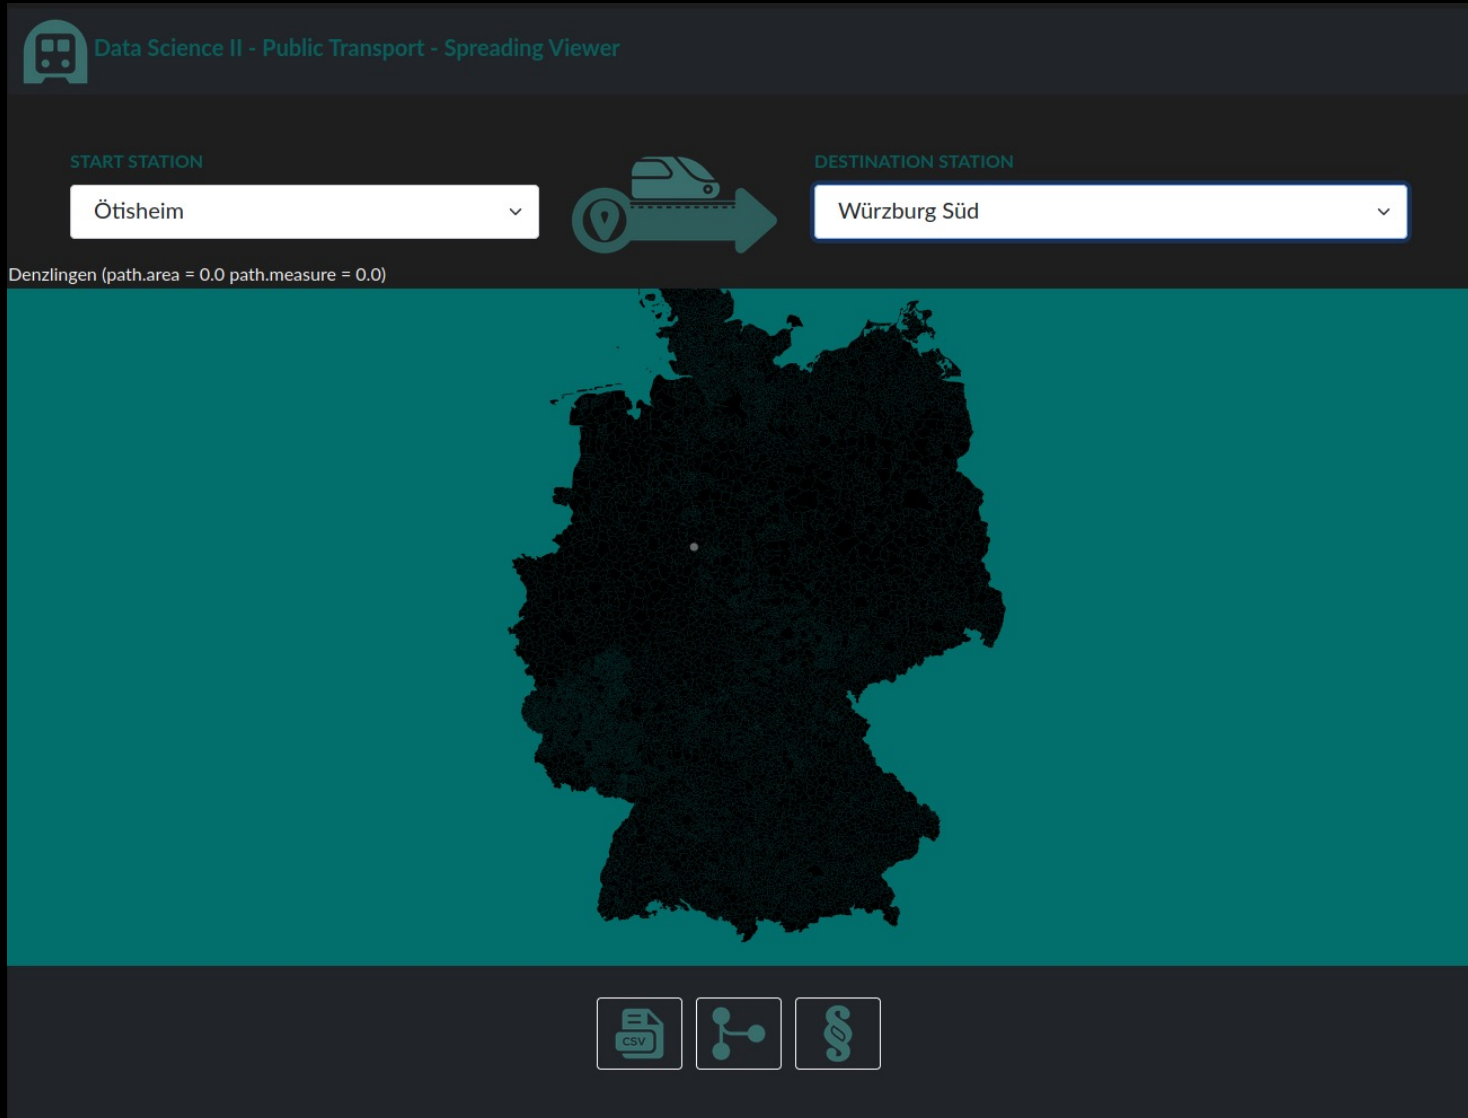 Data Science II - Public Transport - Spreading Viewer
START STATION
DESTINATION STATION
Ötisheim
Würzburg Süd
Denzlingen (path.area = 0.0 path.measure = 0.0)
CSV
§